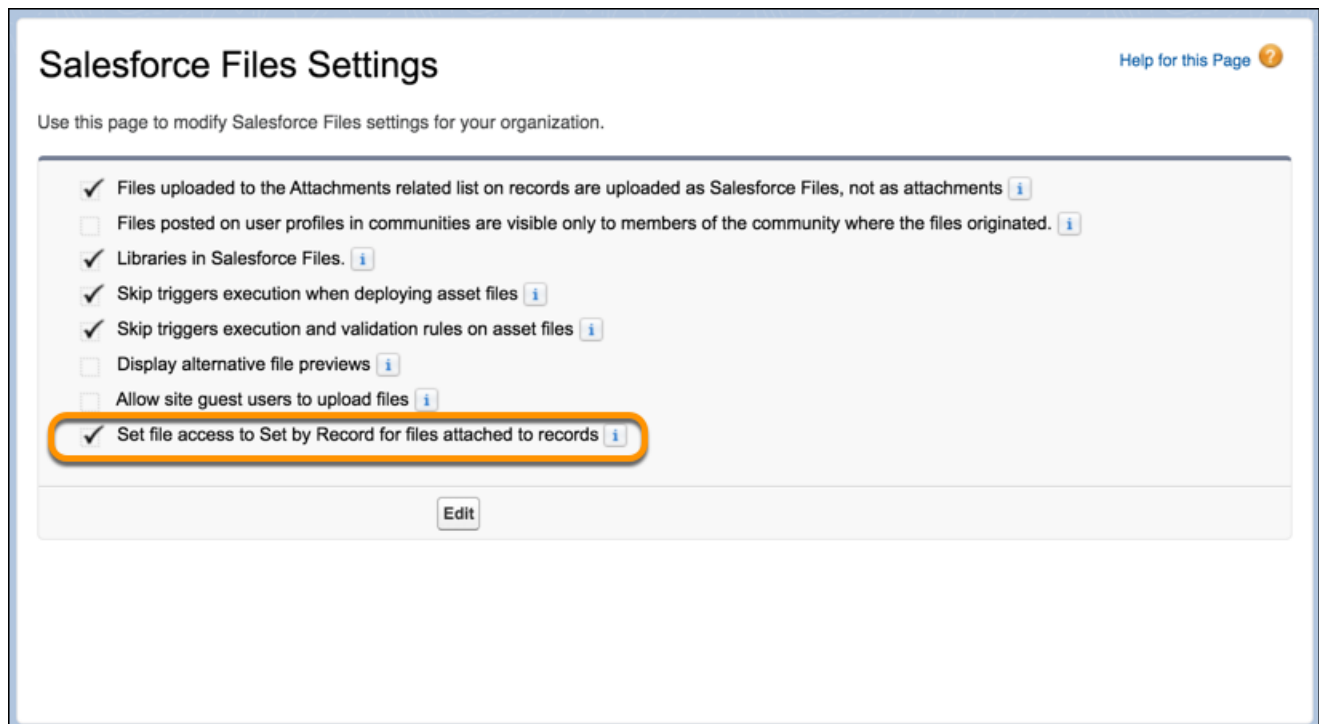 Salesforce Files Settings
Help for this Page ?
Use this page to modify Salesforce Files settings for your organization.
Files uploaded to the Attachments related list on records are uploaded as Salesforce Files, not as attachments i
Files posted on user profiles in communities are visible only to members of the community where the files originated. i
Libraries in Salesforce Files. i
Skip triggers execution when deploying asset files i
Skip triggers execution and validation rules on asset files i
Display alternative file previews i
Allow site guest users to upload files i
Set file access to Set by Record for files attached to records i
Edit